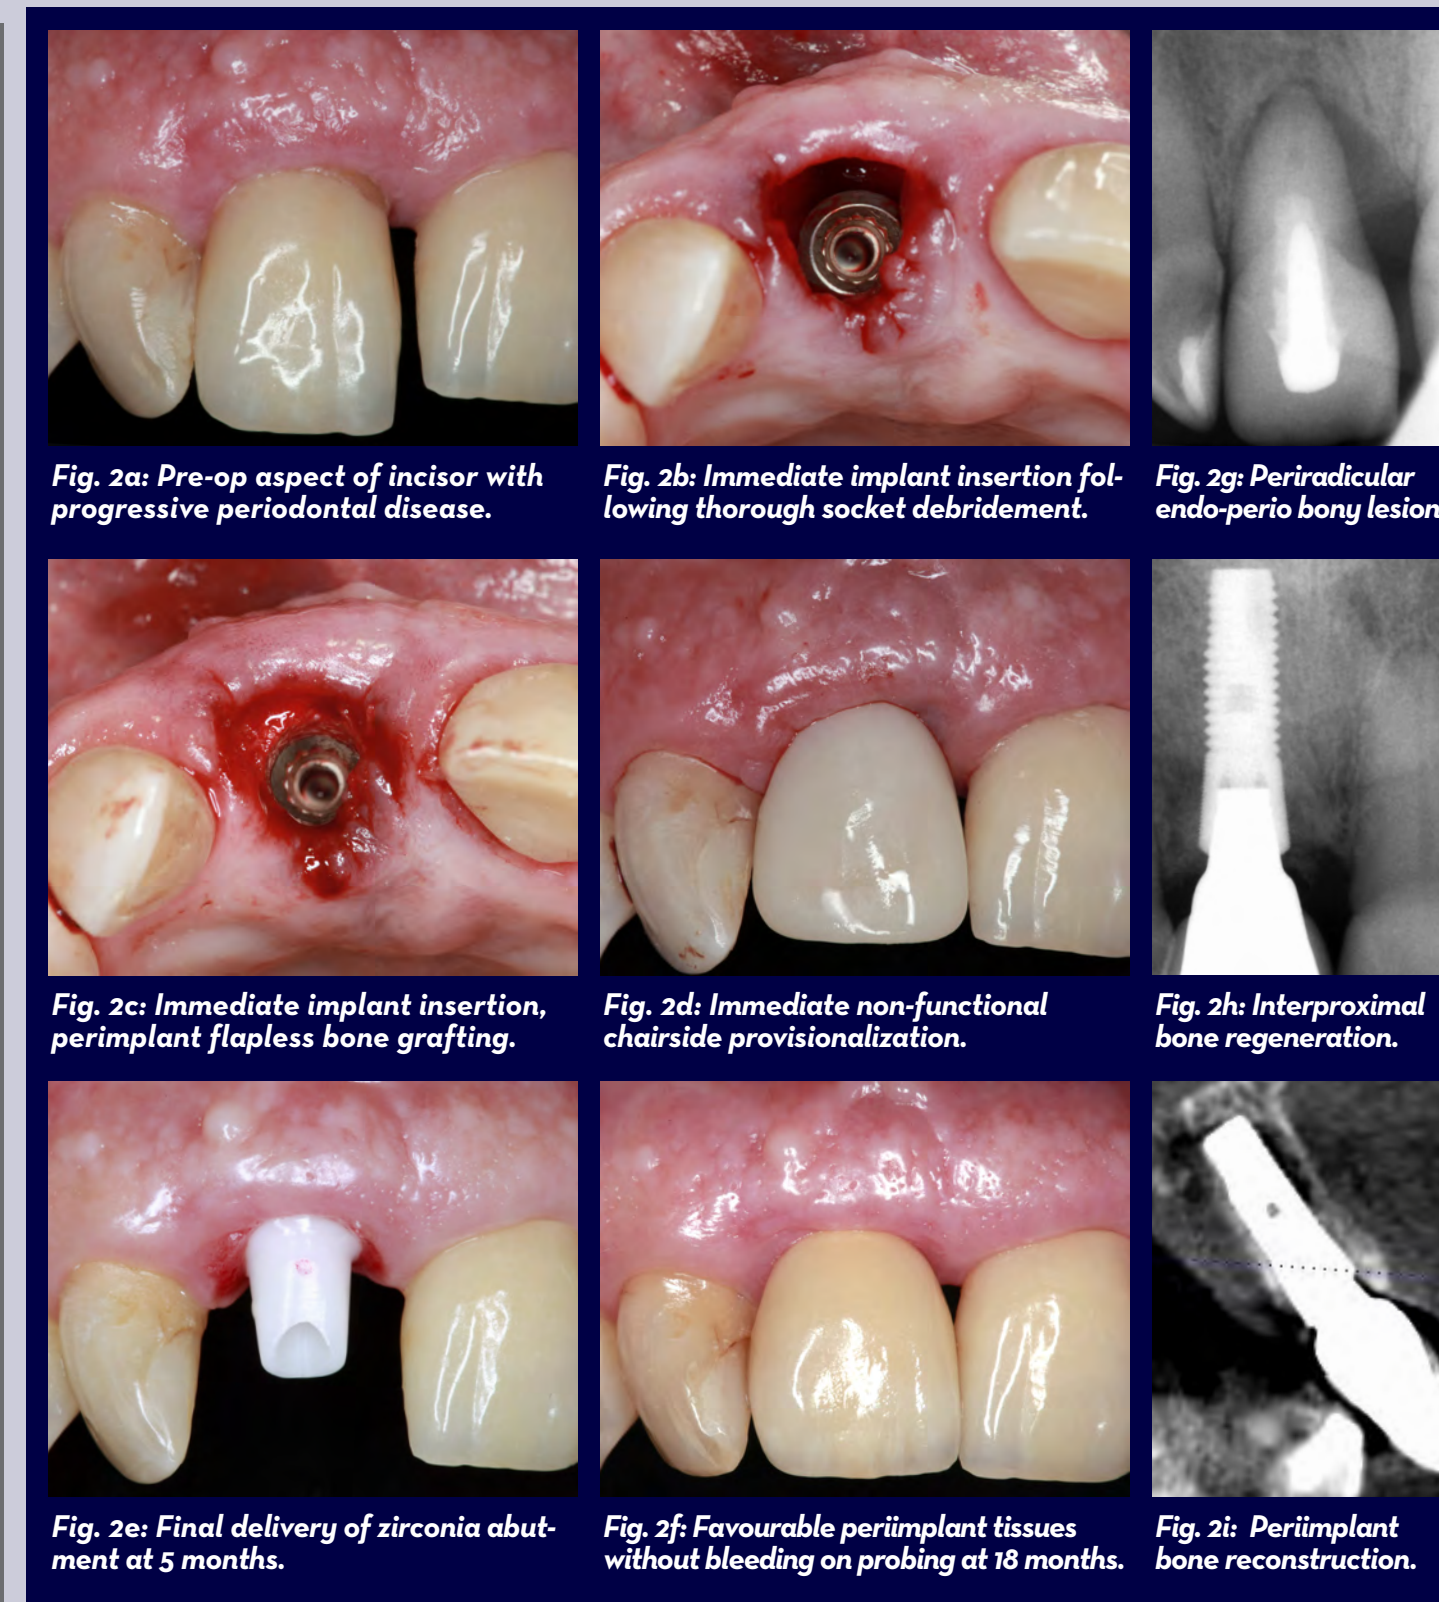 Fig. 2a: Pre-op aspect of incisor with
progressive periodontal disease.
Fig. 2b: Immediate implant insertion fol-
lowing thorough socket debridement.
Fig. 2g: Periradicular
endo-perio bony lesion
Fig. 2c: Immediate implant insertion,
perimplant flapless bone grafting.
Fig. 2d: Immediate non-functional
chairside provisionalization.
Fig. 2h: Interproximal
bone regeneration.
Fig. 2e: Final delivery of zirconia abut-
ment at 5 months.
Fig. 2f: Favourable periimplant tissues
without bleeding on probing at 18 months.
Fig. 2i: Periimplant
bone reconstruction.